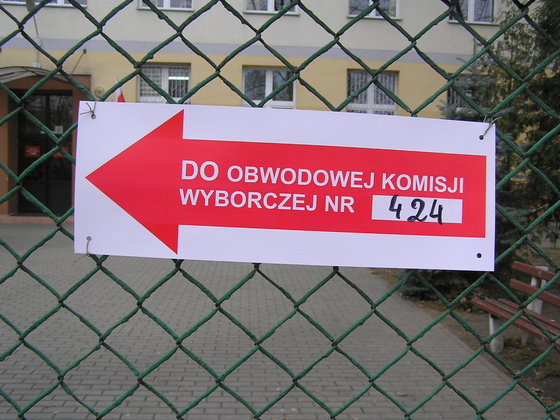 DO OBWODOWEJ KOMISJI
WYBORCZEJ NR 424